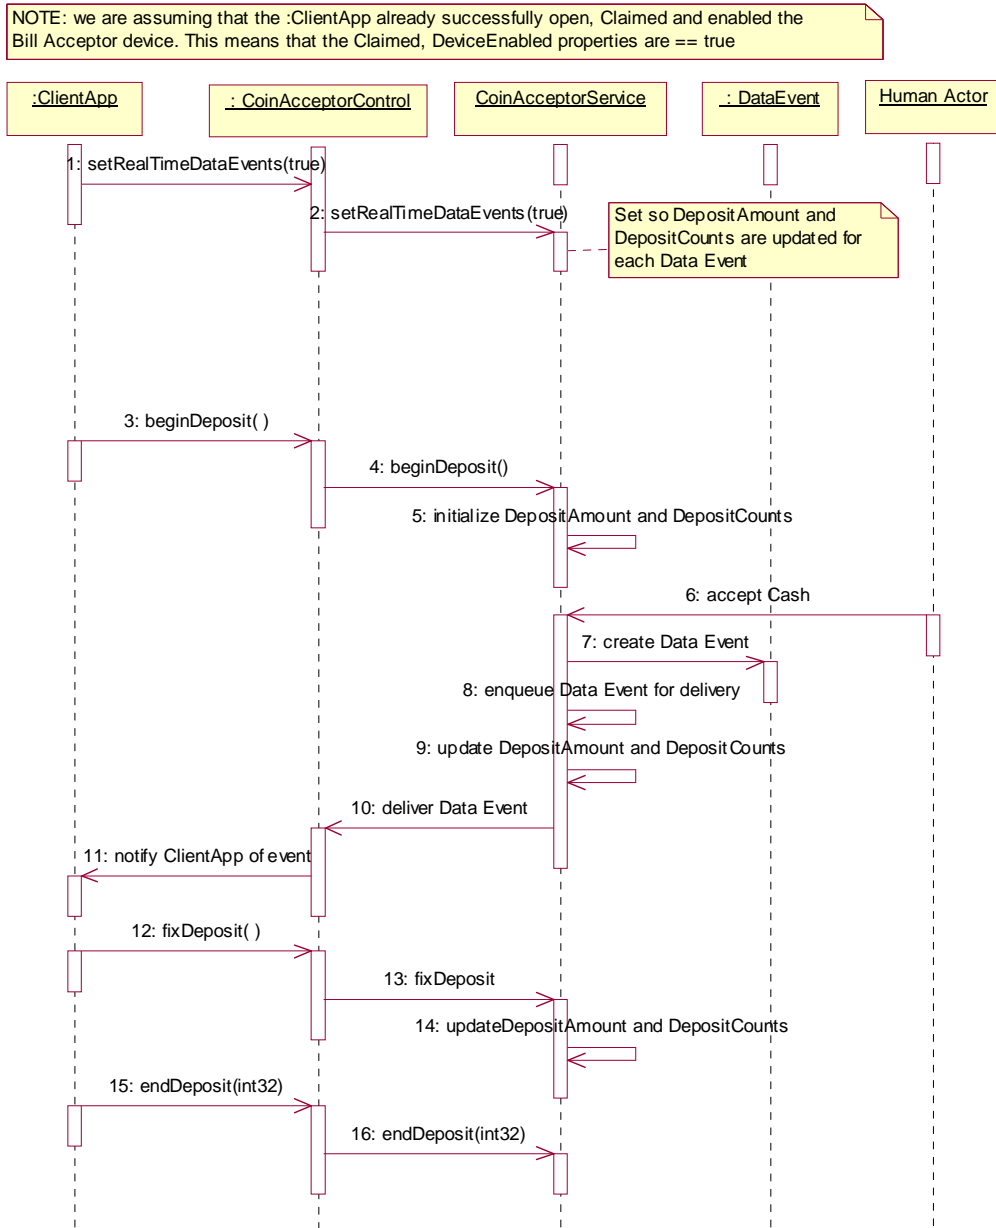 NOTE: we are assuming that the :ClientApp already successfully open, Claimed and enabled the
Bill Acceptor device. This means that the Claimed, DeviceEnabled properties are == true
:ClientApp
: CoinAcceptorControl
CoinAcceptorService
: DataEvent
Human Actor
1: setRealTimeDataEvents(true)
2: setRealTimeDataEvents(true)
Set so DepositAmount and
DepositCounts are updated for
each Data Event
3: beginDeposit( )
4: beginDeposit()
5: initialize DepositAmount and DepositCounts
6: accept Cash
7: create Data Event
8: enqueue Data Event for delivery
9: update DepositAmount and DepositCounts
10: deliver Data Event
11: notify ClientApp of event
12: fixDeposit( )
13: fixDeposit
14: updateDepositAmount and DepositCounts
15: endDeposit(int32)
16: endDeposit(int32)